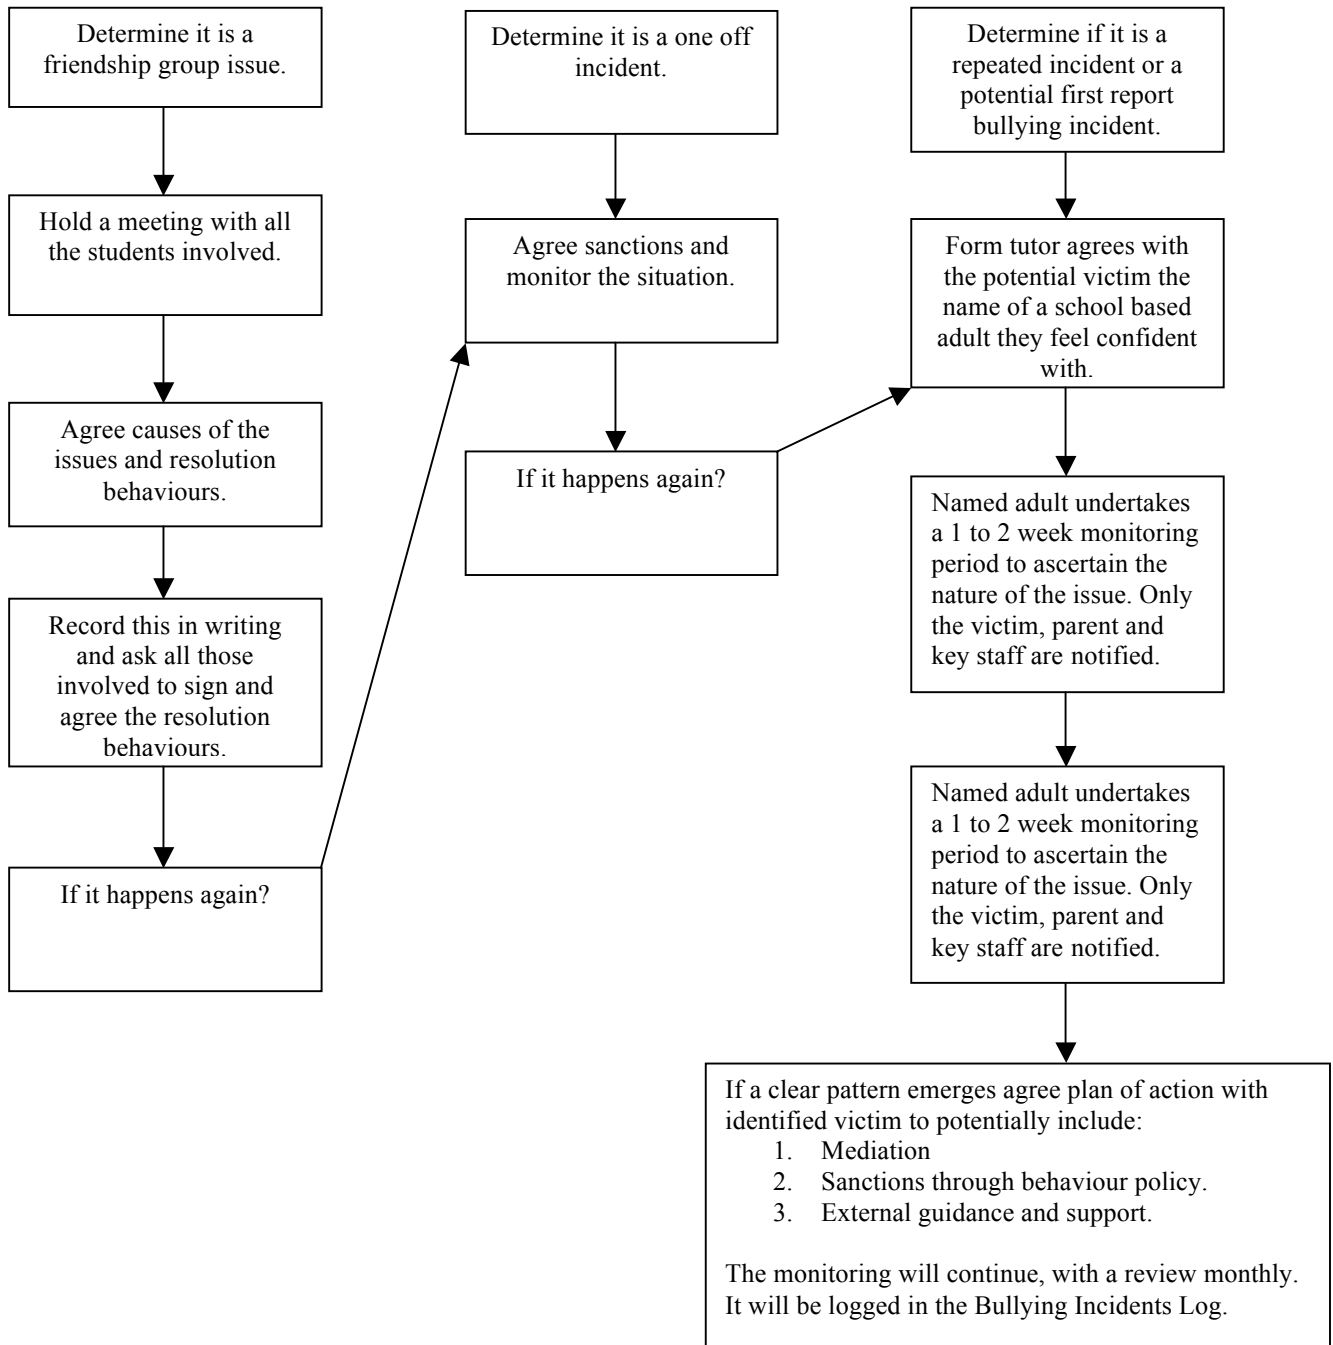 Determine it is a
friendship group issue.
Hold a meeting with all
the students involved.
Agree causes of the
issues and resolution
behaviours.
Record this in writing
and ask all those
involved to sign and
agree the resolution
behaviours.
If it happens again?
Determine it is a one off
incident.
Agree sanctions and
monitor the situation.
If it happens again?
Determine if it is a
repeated incident or a
potential first report
bullying incident.
Form tutor agrees with
the potential victim the
name of a school based
adult they feel confident
with.
Named adult undertakes
a 1 to 2 week monitoring
period to ascertain the
nature of the issue. Only
the victim, parent and
key staff are notified.
Named adult undertakes
a 1 to 2 week monitoring
period to ascertain the
nature of the issue. Only
the victim, parent and
key staff are notified.
If a clear pattern emerges agree plan of action with
identified victim to potentially include:
1. Mediation
2. Sanctions through behaviour policy.
3. External guidance and support.
The monitoring will continue, with a review monthly.
It will be logged in the Bullying Incidents Log.